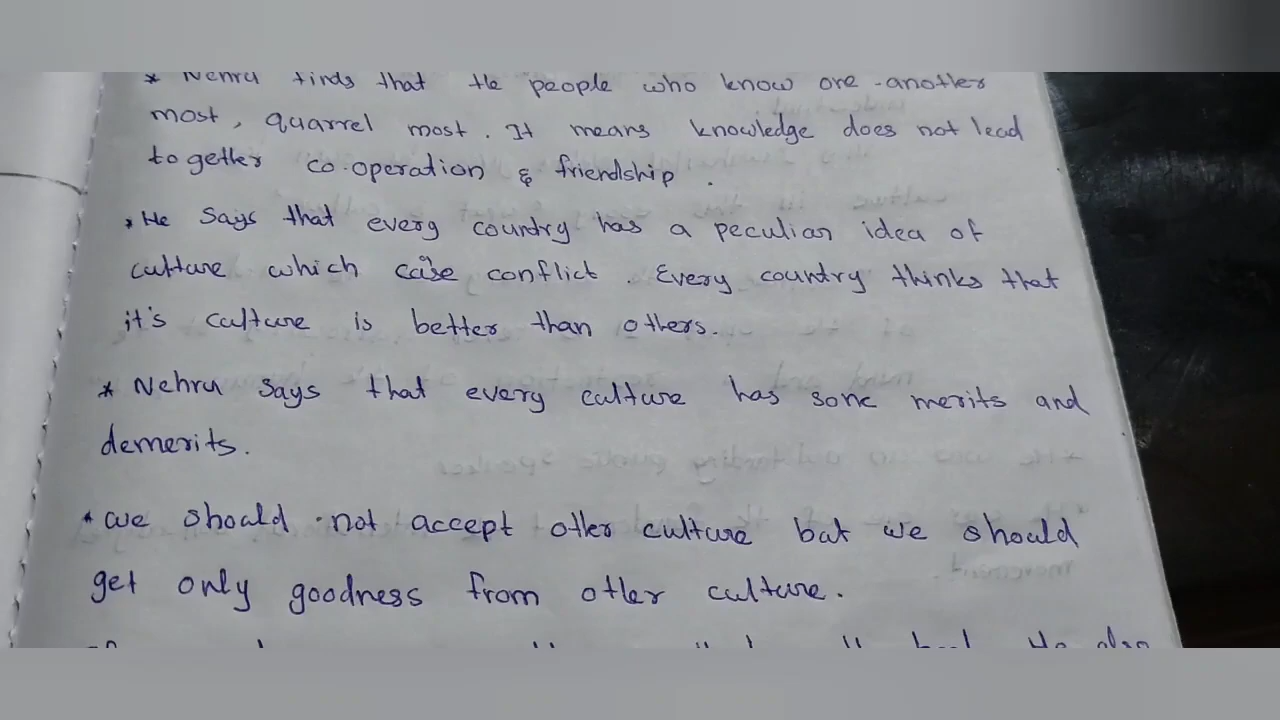 * Nehru finds that the people who know one-another
most, quarrel most. It means knowledge does not lead
together co-operation & friendship.
* He says that every country has a peculiar idea of
culture which case conflict. Every country thinks that
it's culture is better than others.
* Nehru says that every culture has some merits and
demerits.
* we should not accept other culture but we should
get only goodness from other culture.
He also